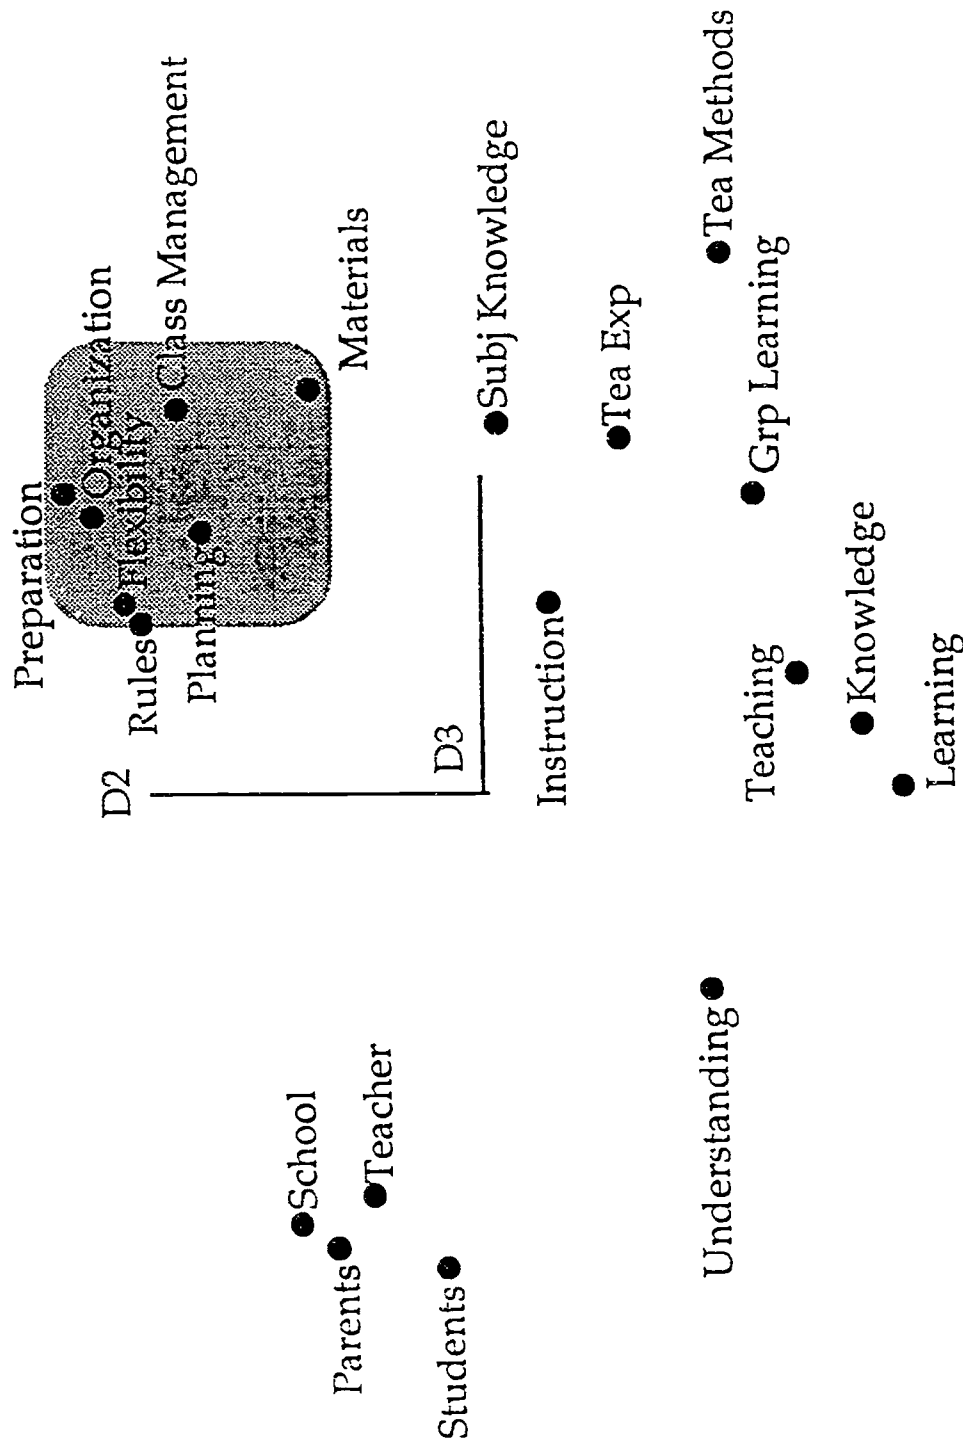 Preparation
Organization
Flexibility
Rules
Class Management
Planning
Materials
D2
D3
School
Parents
Teacher
Students
Subj Knowledge
Instruction
Tea Exp
Tea Methods
Grp Learning
Understanding
Teaching
Knowledge
Learning